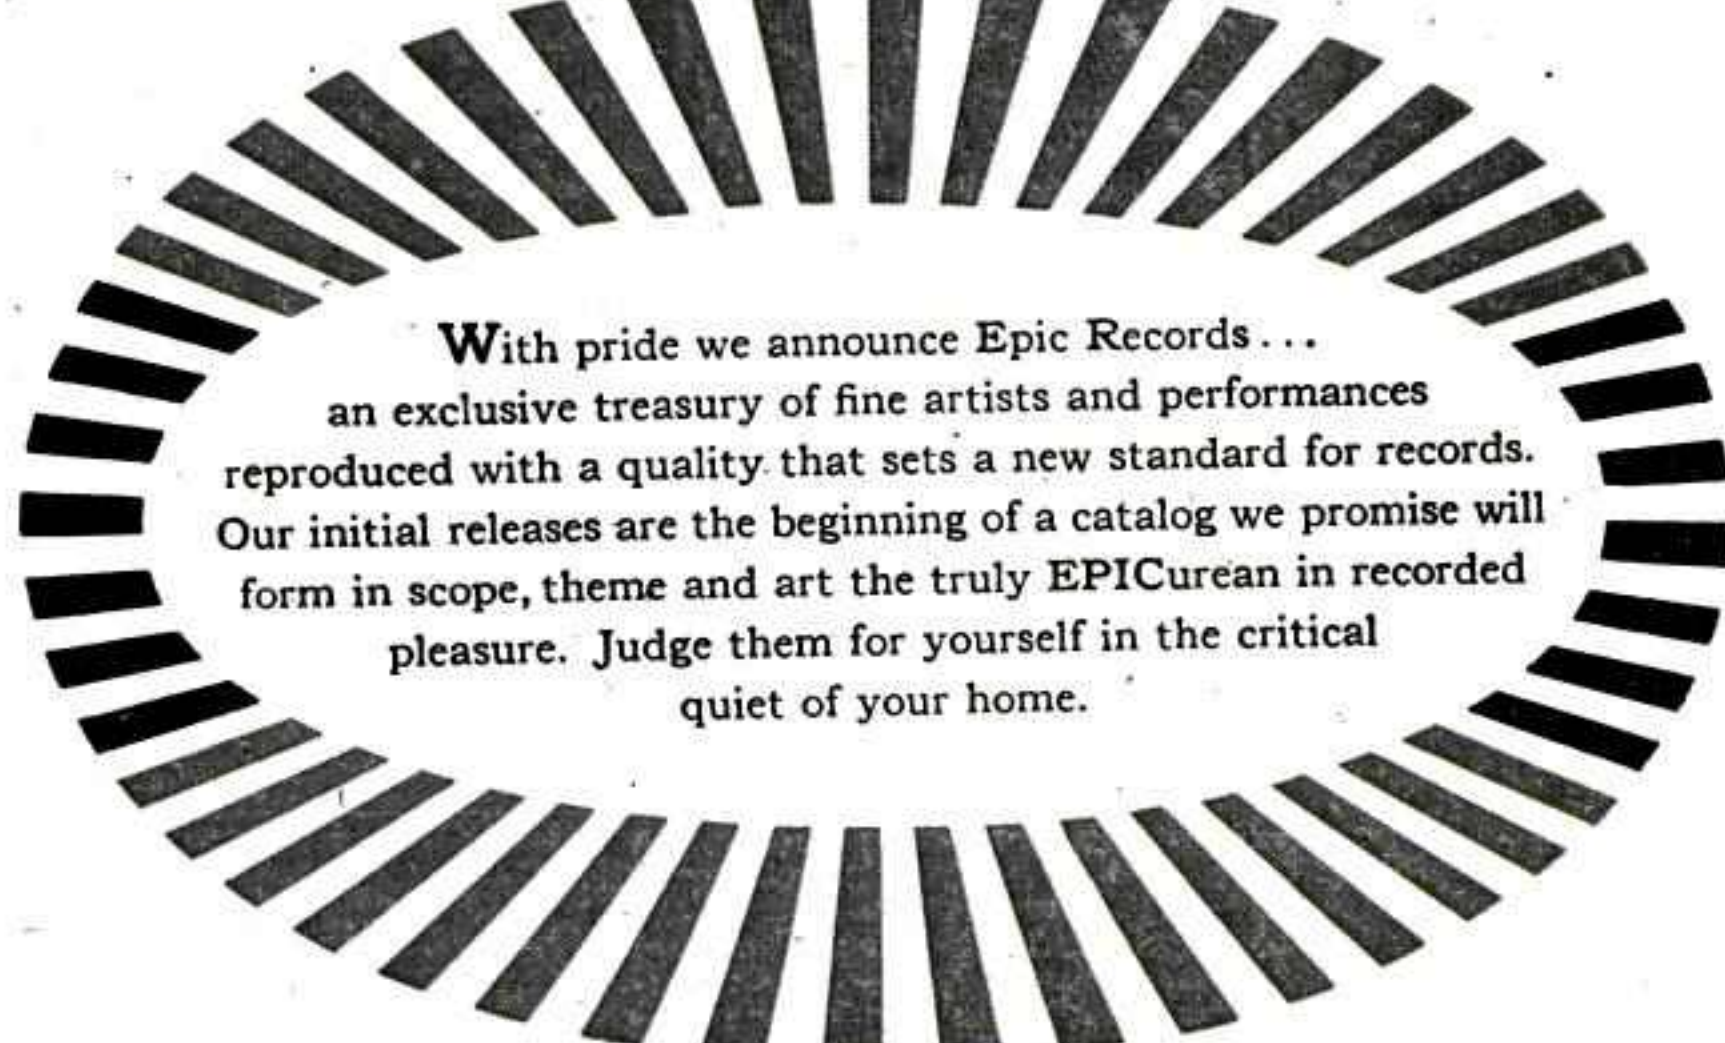 With pride we announce Epic Records...
an exclusive treasury of fine artists and performances
reproduced with a quality that sets a new standard for records.
Our initial releases are the beginning of a catalog we promise will
form in scope, theme and art the truly EPICurean in recorded
pleasure. Judge them for yourself in the critical
quiet of your home.